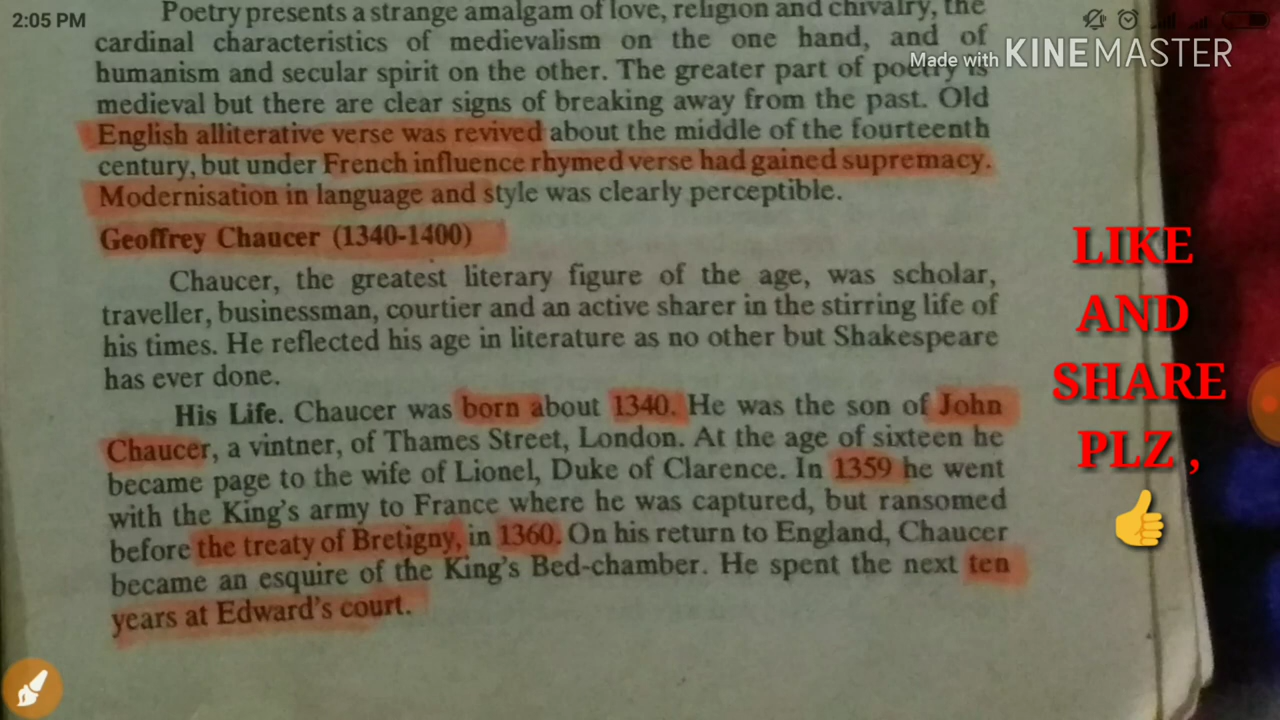 2:05 PM
Made with KINEMASTER
Poetry presents a strange amalgam of love, religion and chivalry, the
cardinal characteristics of medievalism on the one hand, and of
humanism and secular spirit on the other. The greater part of poetry is
medieval but there are clear signs of breaking away from the past. Old
English alliterative verse was revived about the middle of the fourteenth
century, but under French influence rhymed verse had gained supremacy.
Modernisation in language and style was clearly perceptible.
Geoffrey Chaucer (1340-1400)
Chaucer, the greatest literary figure of the age, was scholar,
traveller, businessman, courtier and an active sharer in the stirring life of
his times. He reflected his age in literature as no other but Shakespeare
has ever done.
His Life. Chaucer was born about 1340. He was the son of John
Chaucer, a vintner, of Thames Street, London. At the age of sixteen he
became page to the wife of Lionel, Duke of Clarence. In 1359 he went
with the King's army to France where he was captured, but ransomed
before the treaty of Bretigny, in 1360. On his return to England, Chaucer
became an esquire of the King's Bed-chamber. He spent the next ten
years at Edward's court.
LIKE
AND
SHARE
PLZ ,